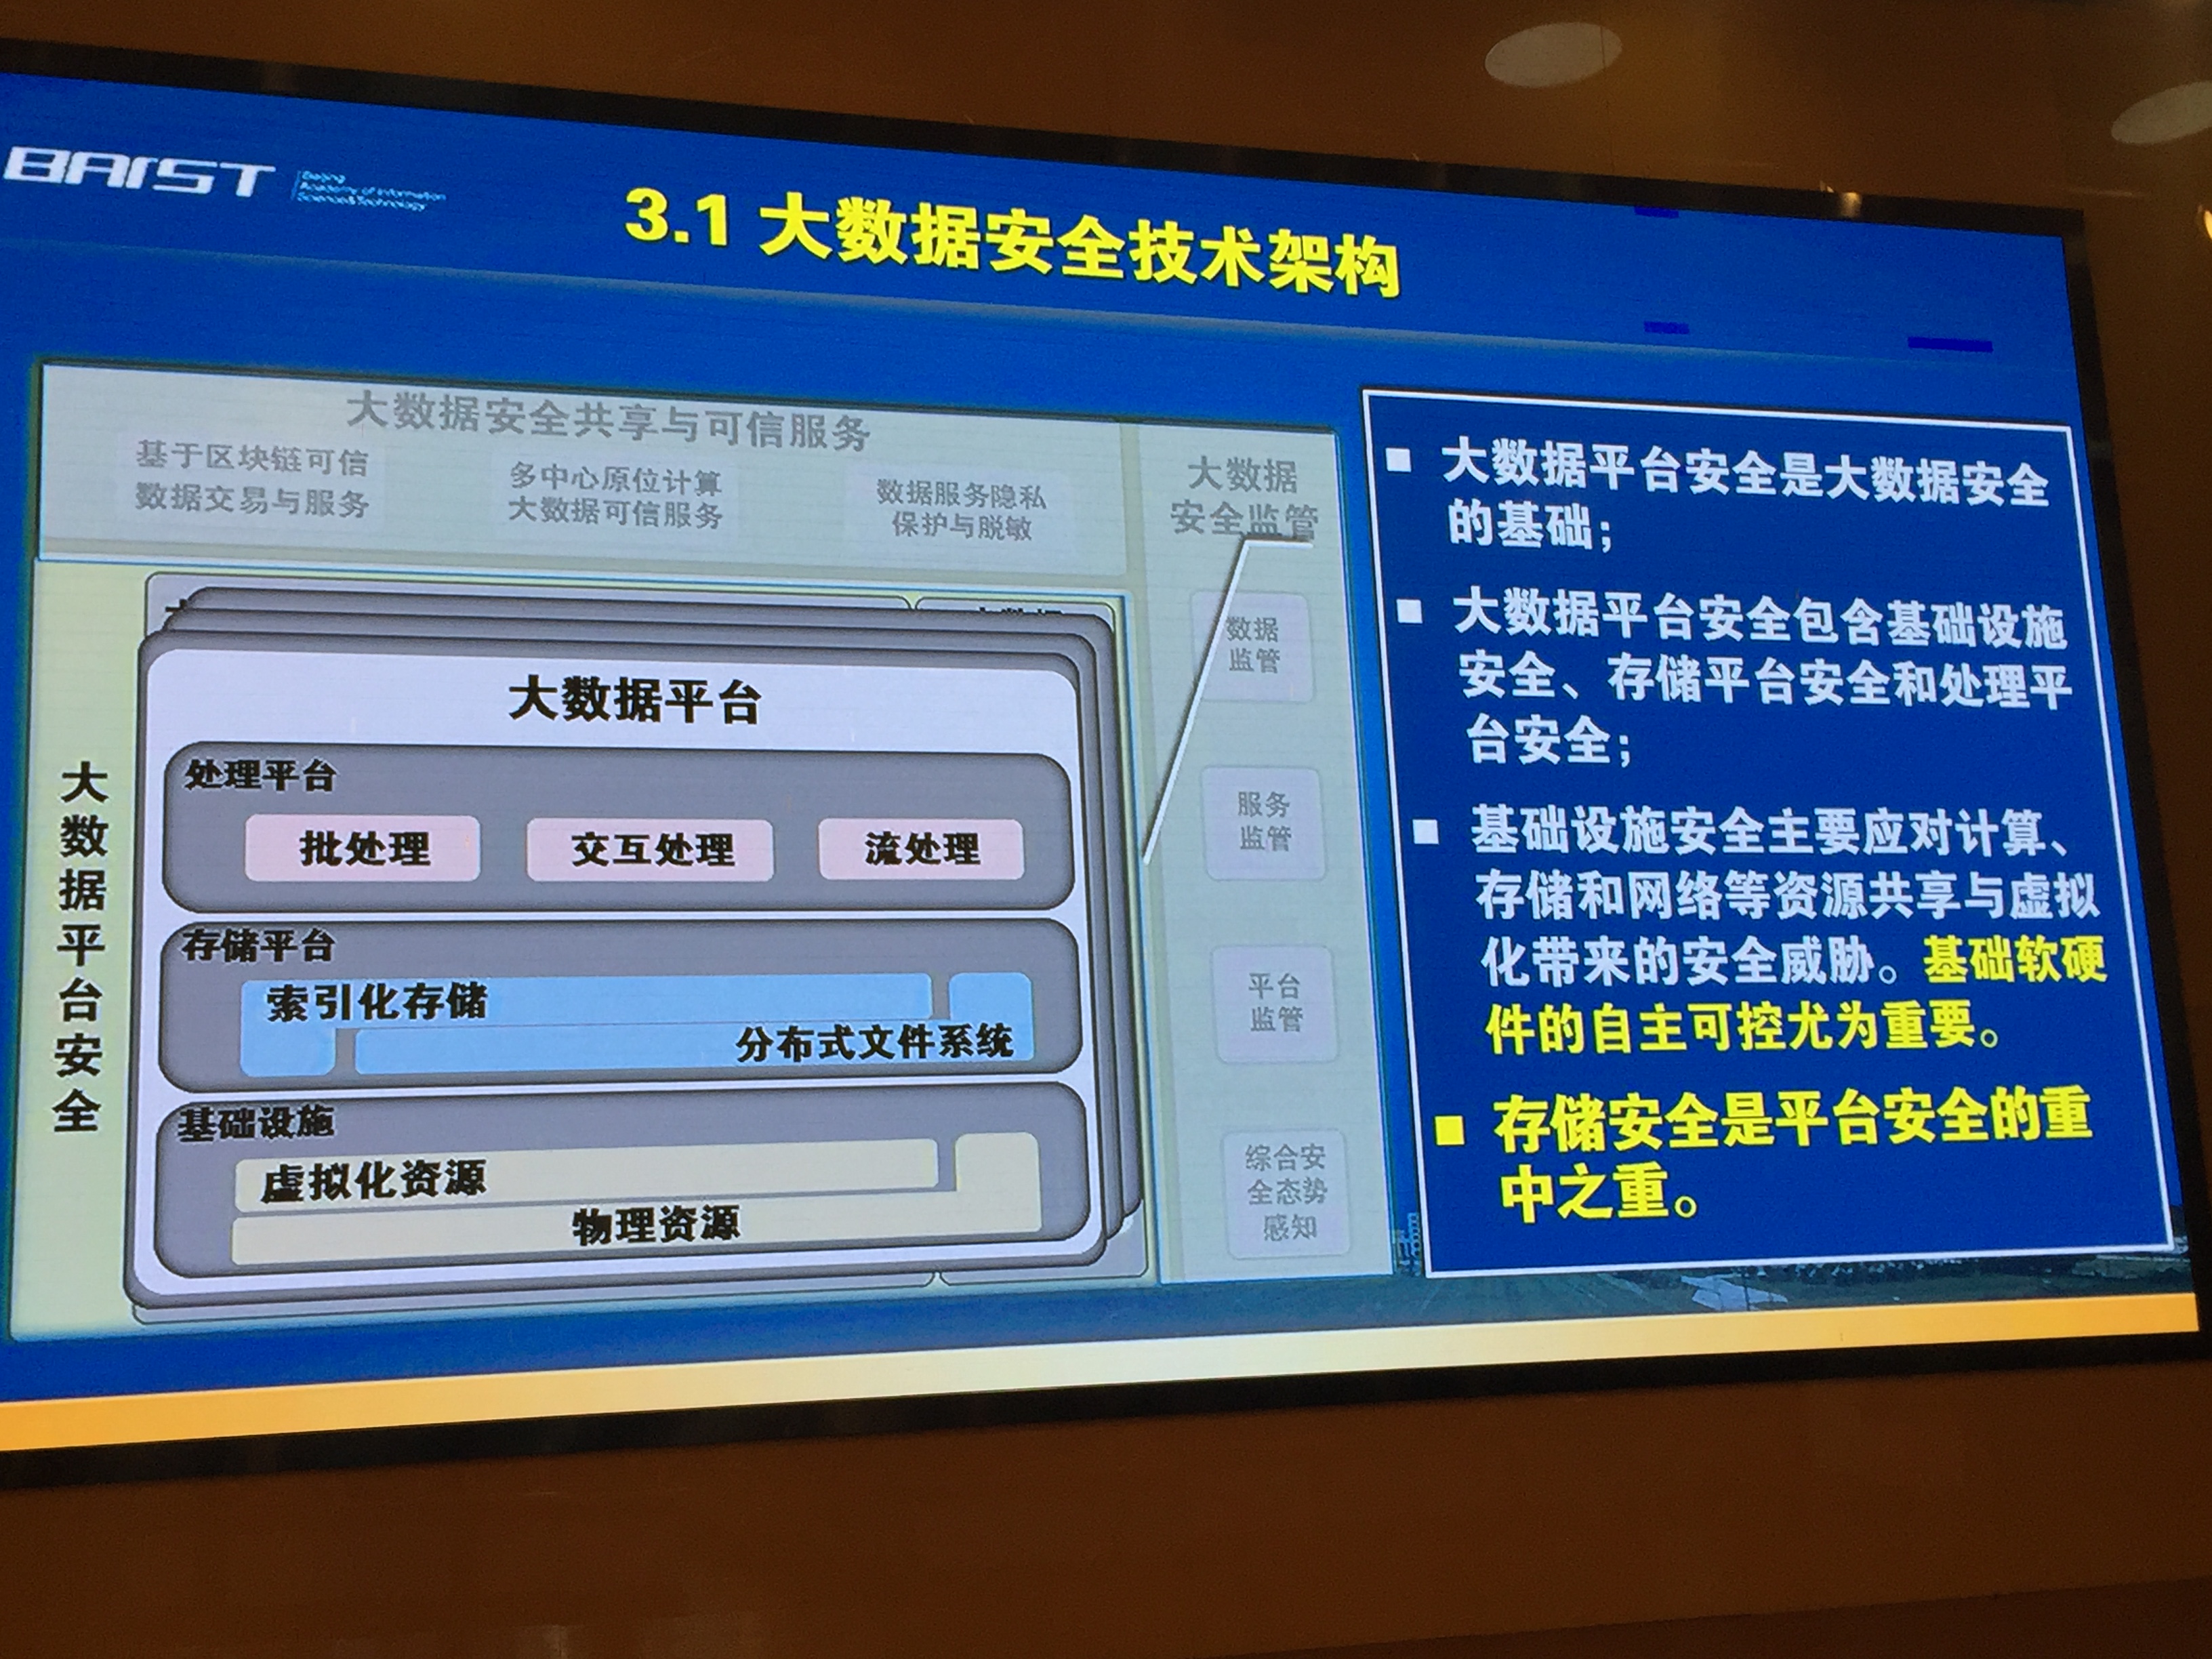 BAIST
Beijing
Academy of Information
Science&Technology
3.1 大数据安全技术架构
大数据安全共享与可信服务
基于区块链可信
数据交易与服务
多中心原位计算
大数据可信服务
数据服务隐私
保护与脱敏
大数据
安全监管
数据
监管
服务
监管
平台
监管
综合安
全态势
感知
大数据平台安全
大数据平台
处理平台
批处理
交互处理
流处理
存储平台
索引化存储
分布式文件系统
基础设施
虚拟化资源
物理资源
■ 大数据平台安全是大数据安全
的基础；
■ 大数据平台安全包含基础设施
安全、存储平台安全和处理平
台安全；
■ 基础设施安全主要应对计算、
存储和网络等资源共享与虚拟
化带来的安全威胁。基础软硬
件的自主可控尤为重要。
■ 存储安全是平台安全的重
中之重。